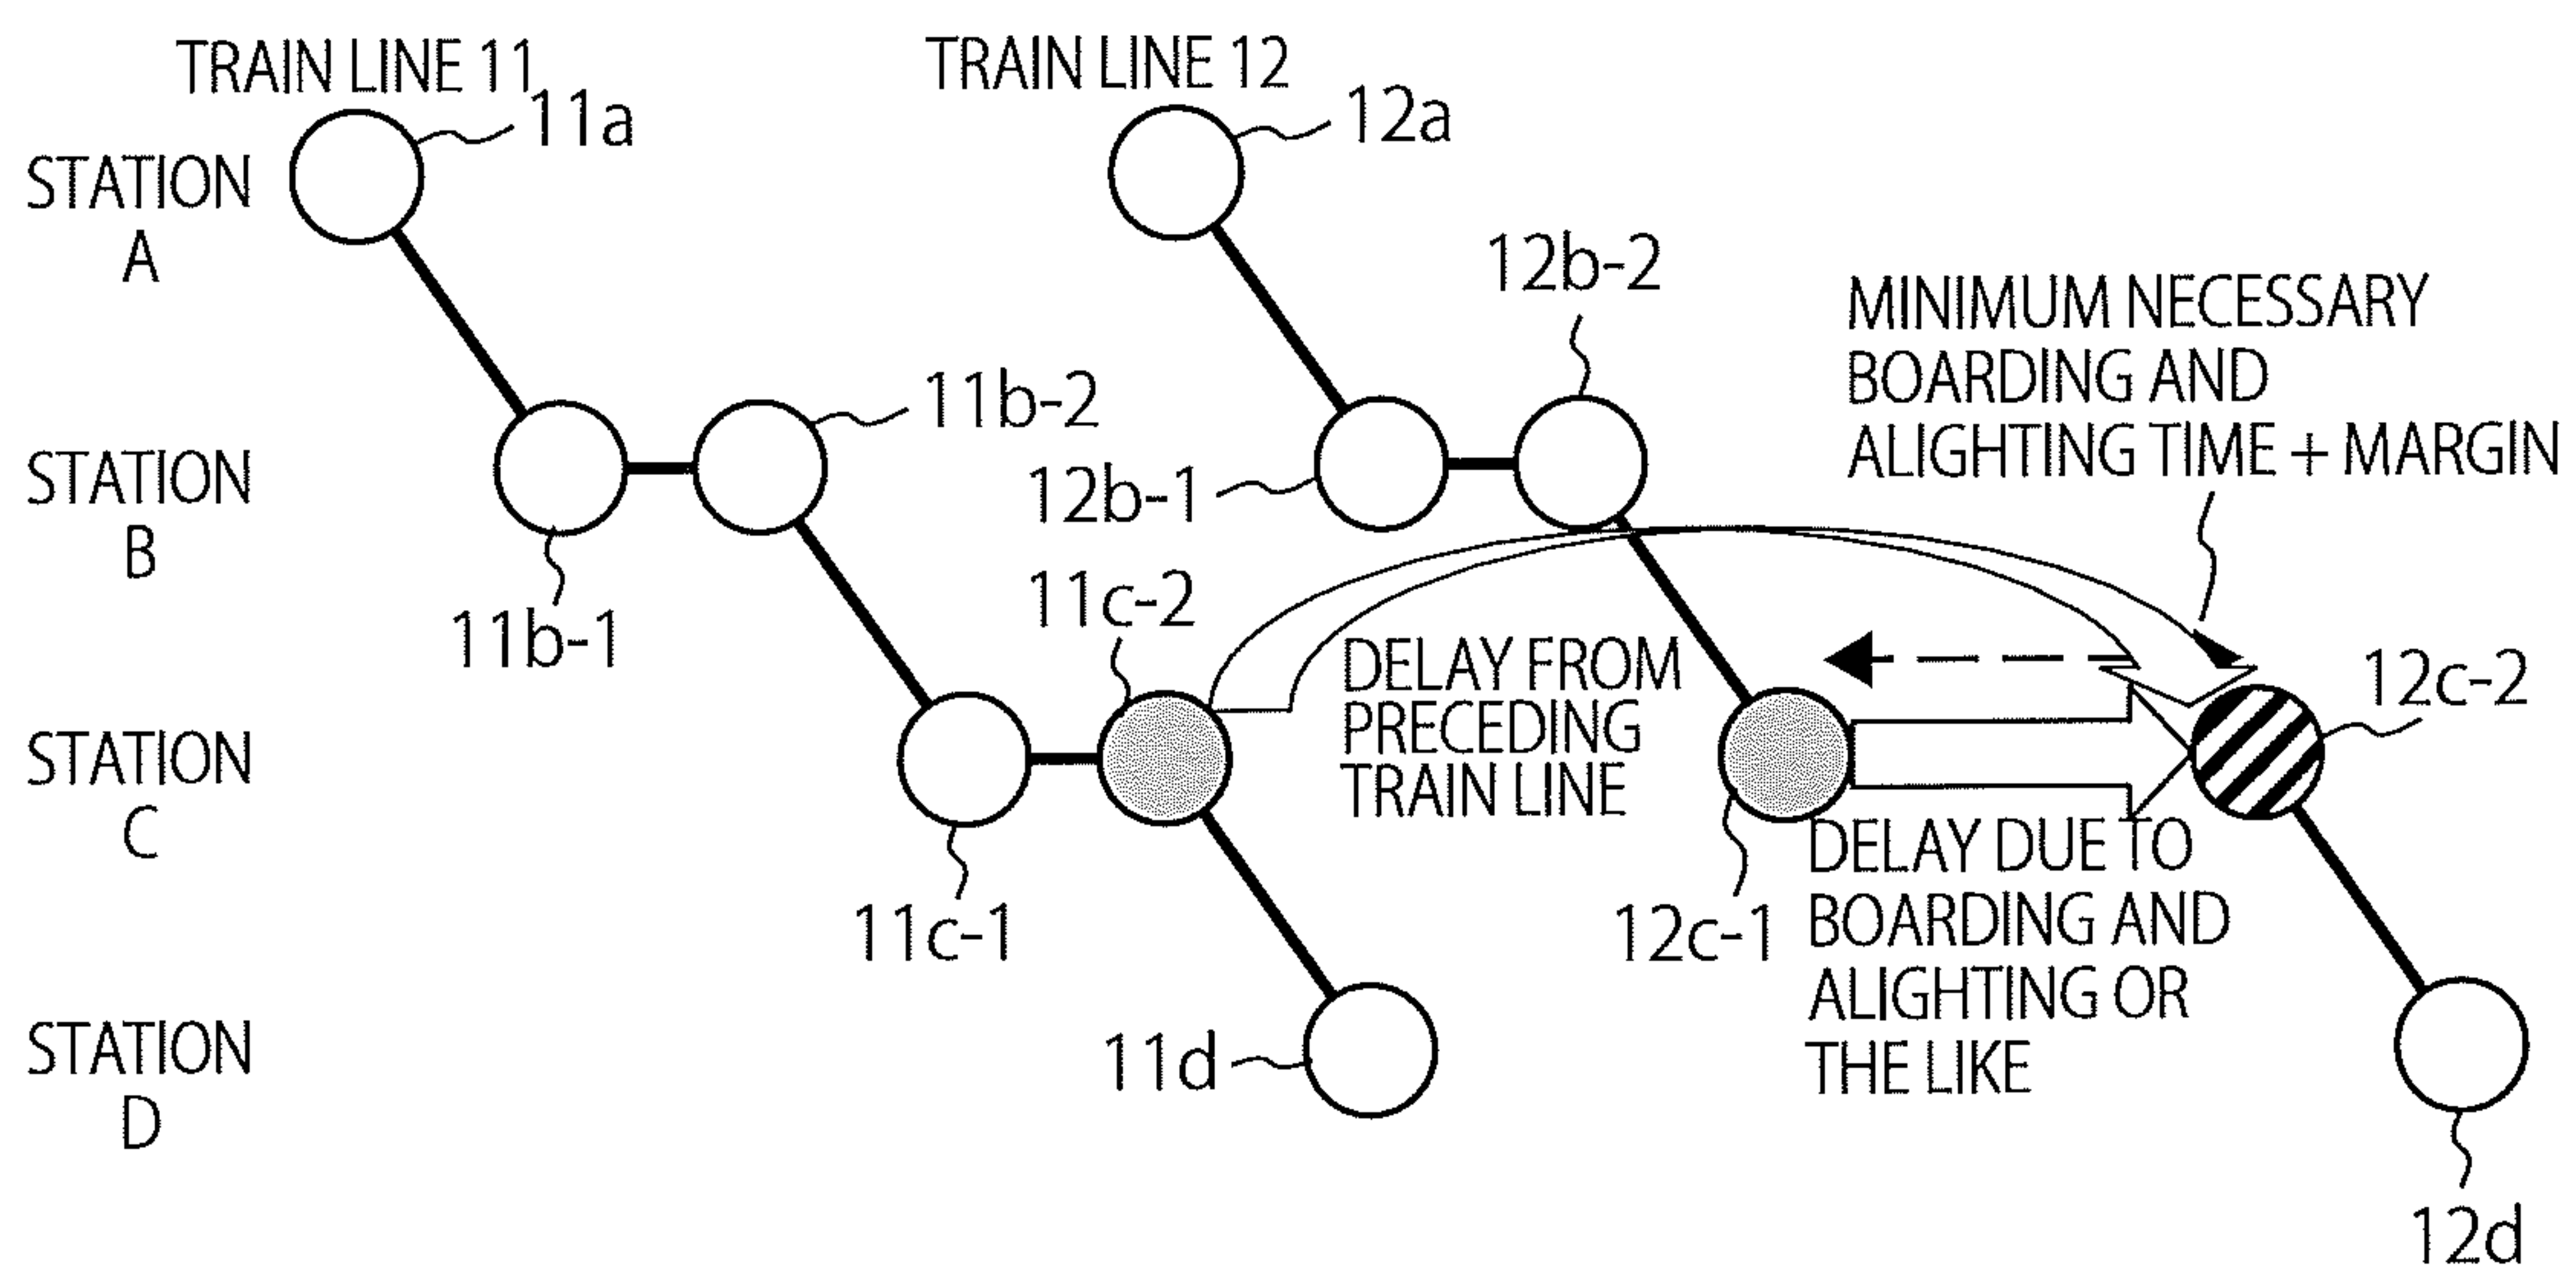 TRAIN LINE 11
TRAIN LINE 12
11a
12a
STATION
A
12b-2
MINIMUM NECESSARY
BOARDING AND
ALIGHTING TIME + MARGIN
11b-2
STATION
B
12b-1
11b-1
11c-2
DELAY FROM
PRECEDING
TRAIN LINE
12c-2
STATION
C
11c-1
12c-1
DELAY DUE TO
BOARDING AND
ALIGHTING OR
THE LIKE
STATION
D
11d
12d